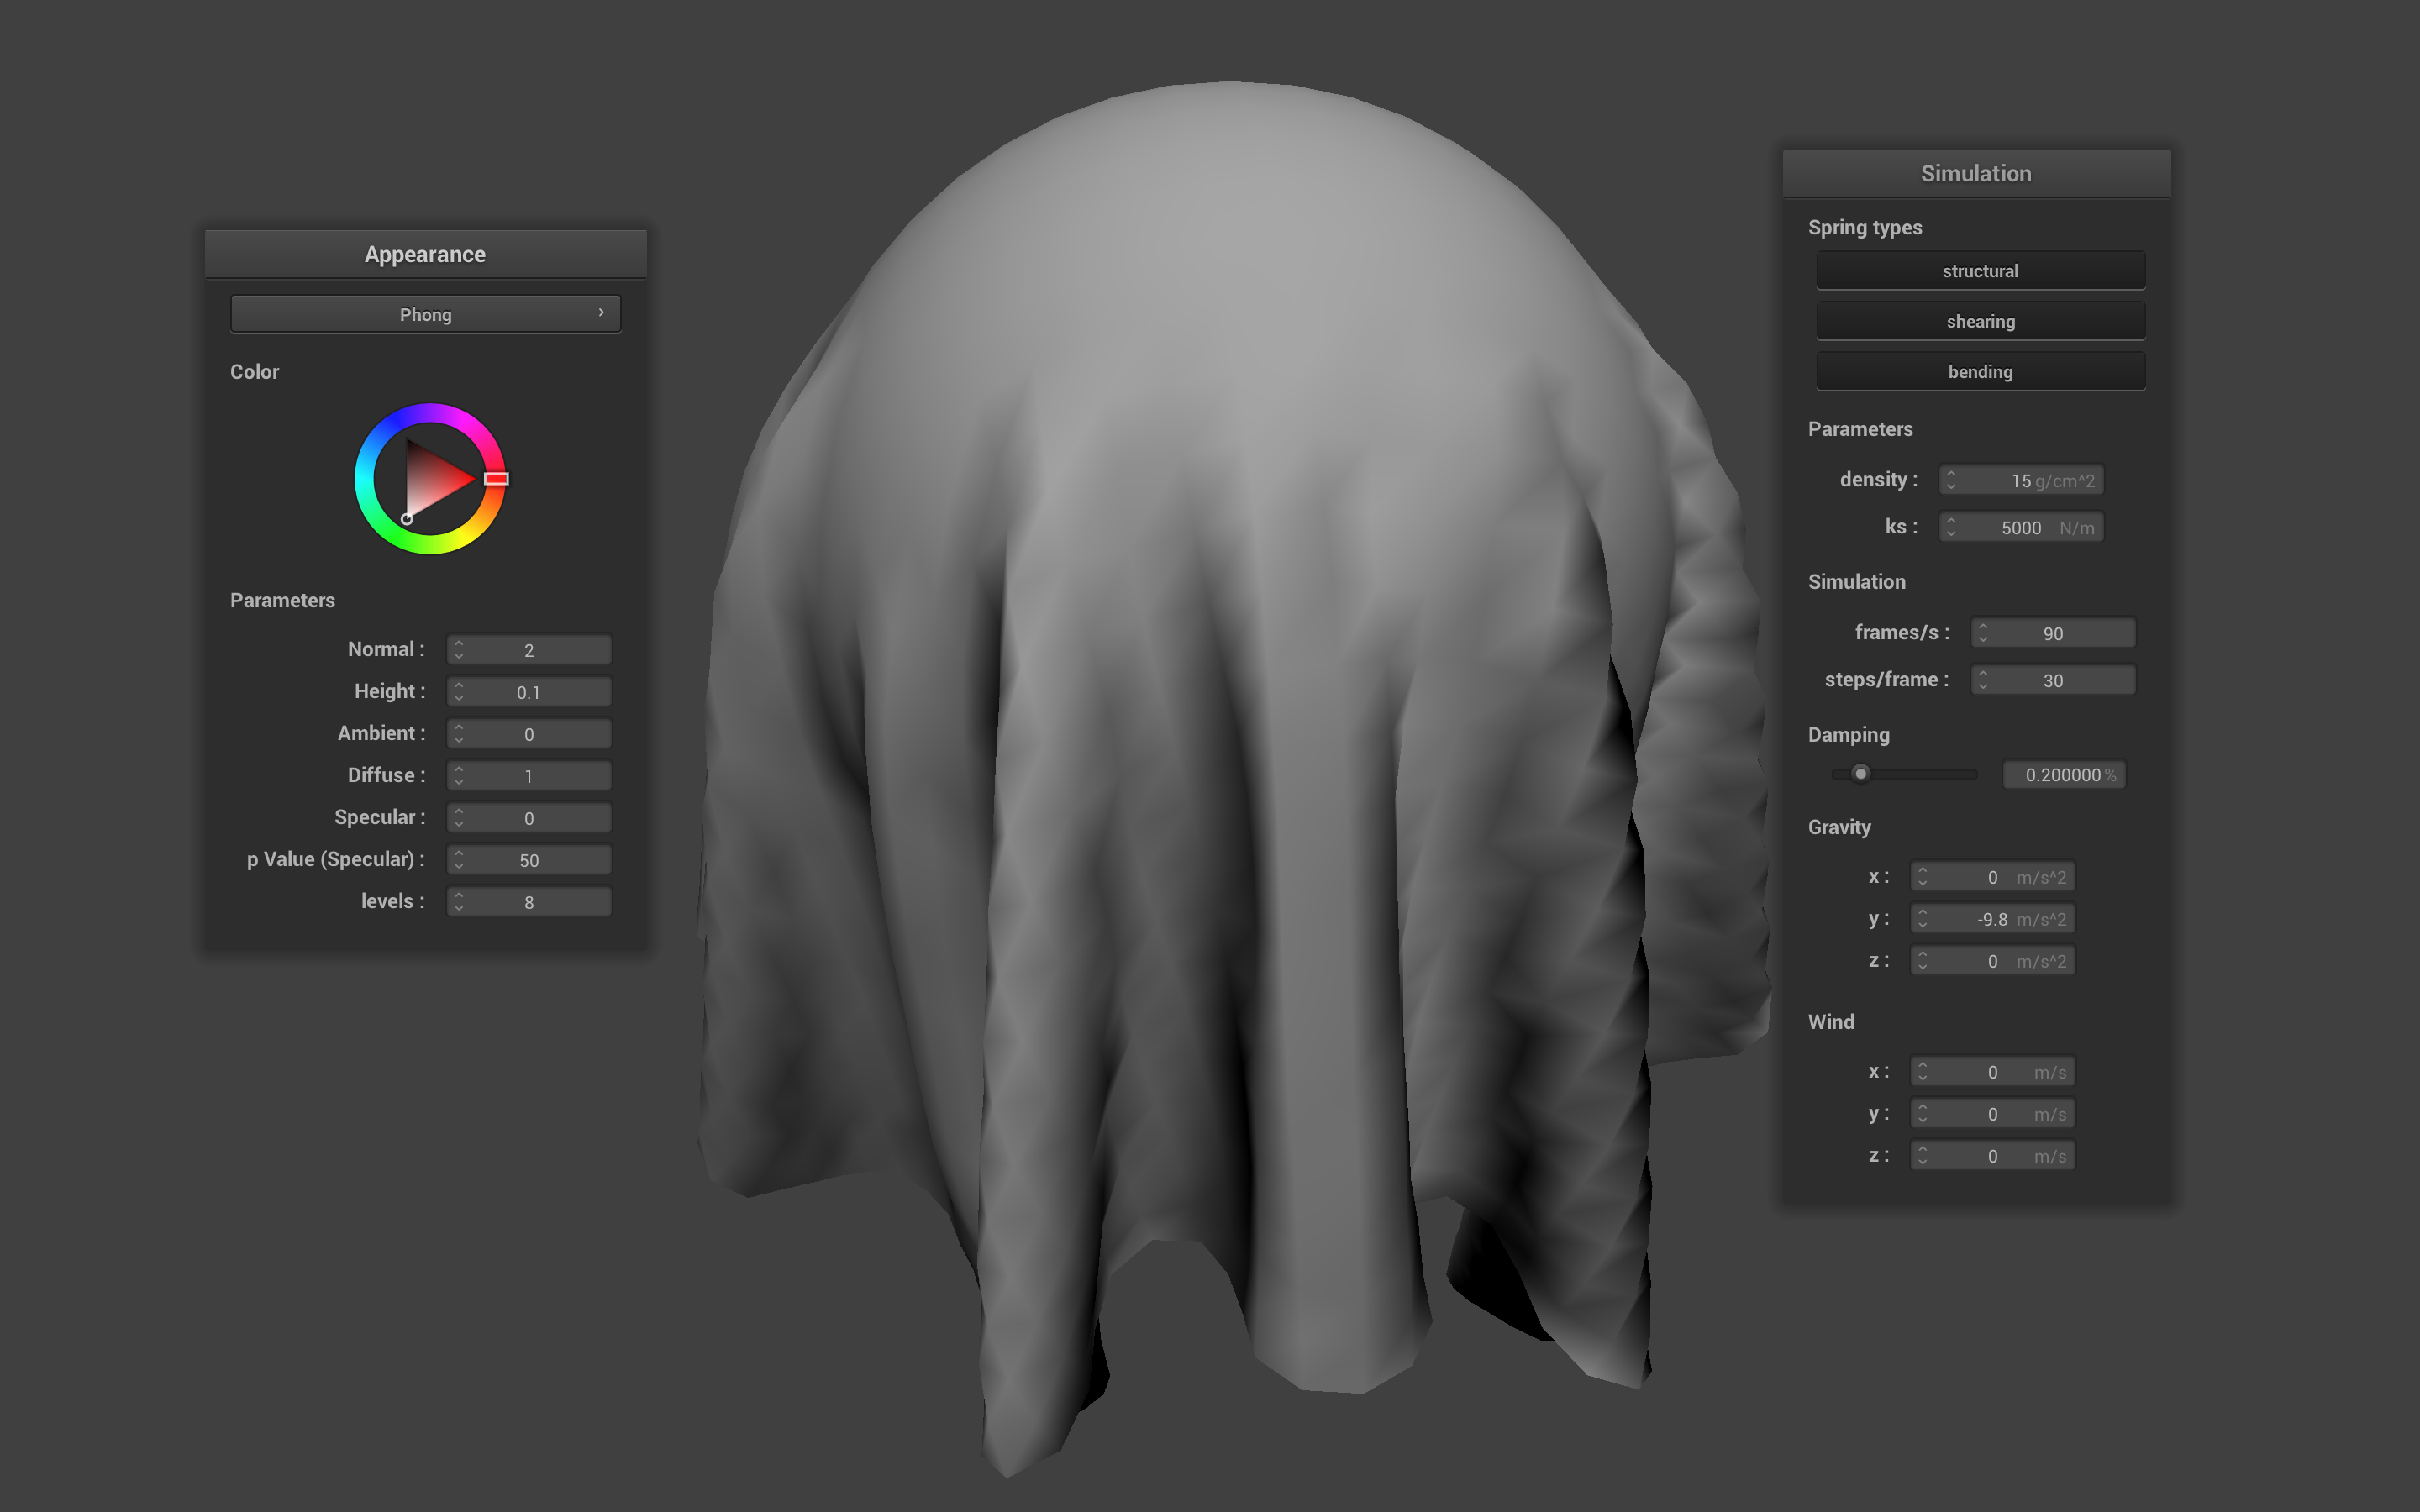 Appearance
Phong
Color
Parameters
Normal : 2
Height : 0.1
Ambient : 0
Diffuse : 1
Specular : 0
p Value (Specular) : 50
levels : 8
Simulation
Spring types
structural
shearing
bending
Parameters
density : 15 g/cm^2
ks : 5000 N/m
Simulation
frames/s : 90
steps/frame : 30
Damping
0.200000 %
Gravity
x : 0 m/s^2
y : -9.8 m/s^2
z : 0 m/s^2
Wind
x : 0 m/s
y : 0 m/s
z : 0 m/s